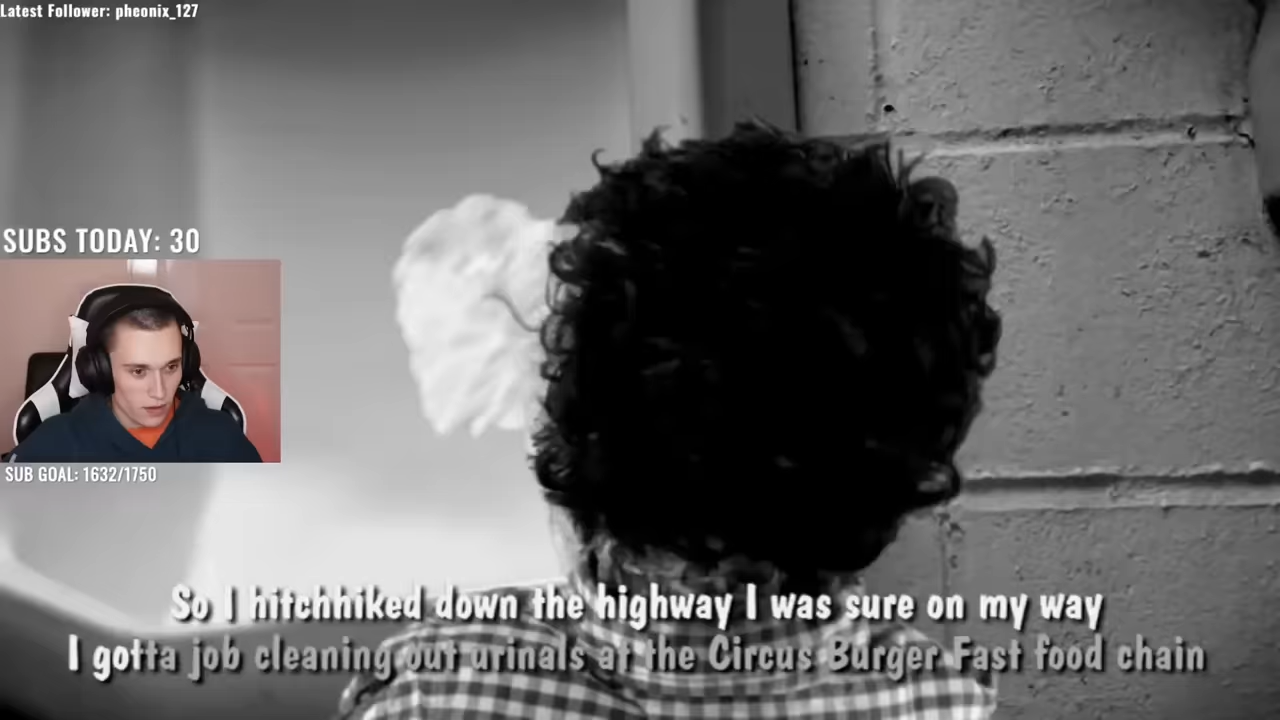 Latest Follower: pheonix_127
SUBS TODAY: 30
SUB GOAL: 1632/1750
So I hitchhiked down the highway I was sure on my way
I gotta job cleaning out urinals at the Circus Burger Fast food chain